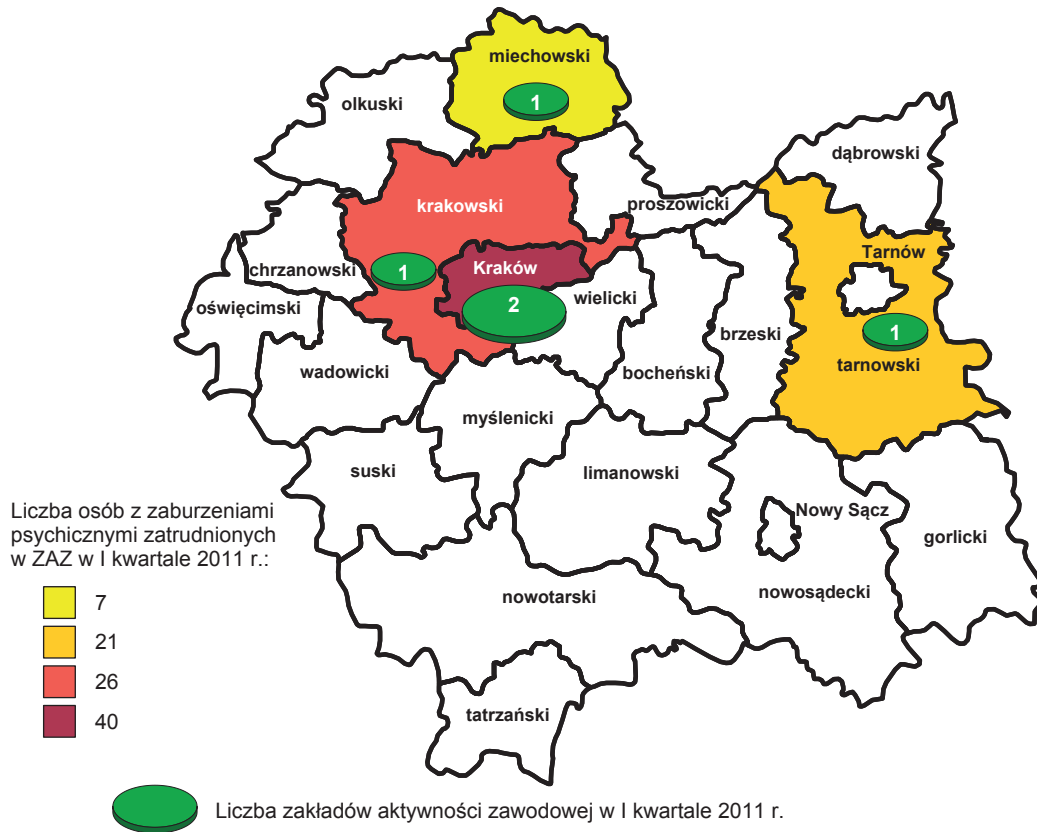 miechowski
1
olkuski
dąbrowski
krakowski
proszowicki
Tarnów
chrzanowski
1
Kraków
oświęcimski
wielicki
2
brzeski
1
wadowicki
bocheński
tarnowski
myślenicki
suski
limanowski
Liczba osób z zaburzeniami
psychicznymi zatrudnionych
w ZAZ w I kwartale 2011 r.:
Nowy Sącz
gorlicki
7
nowotarski
nowosądecki
21
26
40
tatrzański
Liczba zakładów aktywności zawodowej w I kwartale 2011 r.